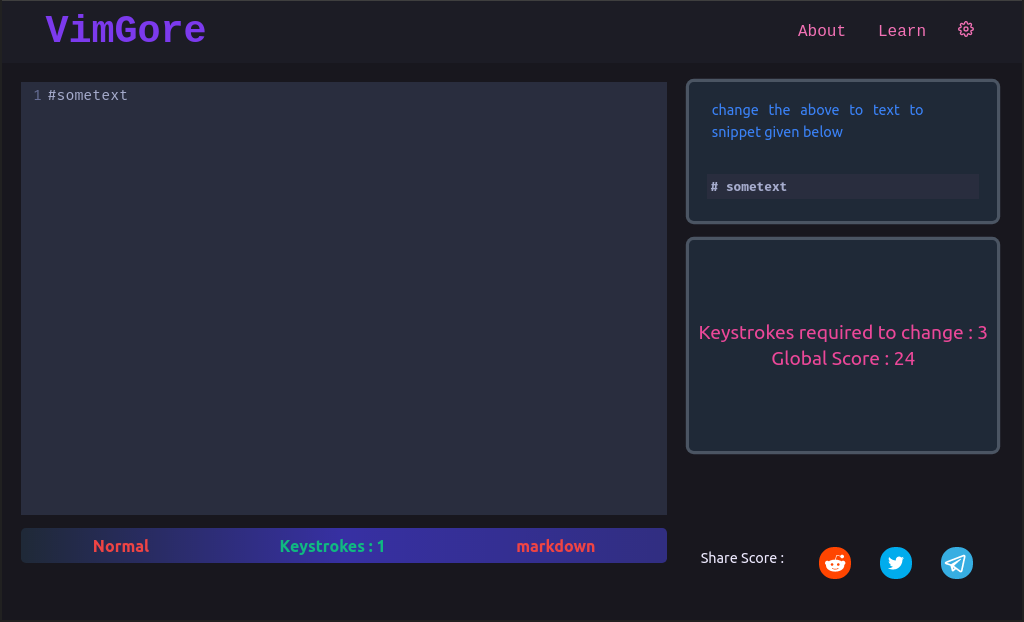 VimGore
About
Learn
1 #sometext
change the above to text to
snippet given below
# sometext
Keystrokes required to change : 3
Global Score : 24
Normal
Keystrokes : 1
markdown
Share Score :